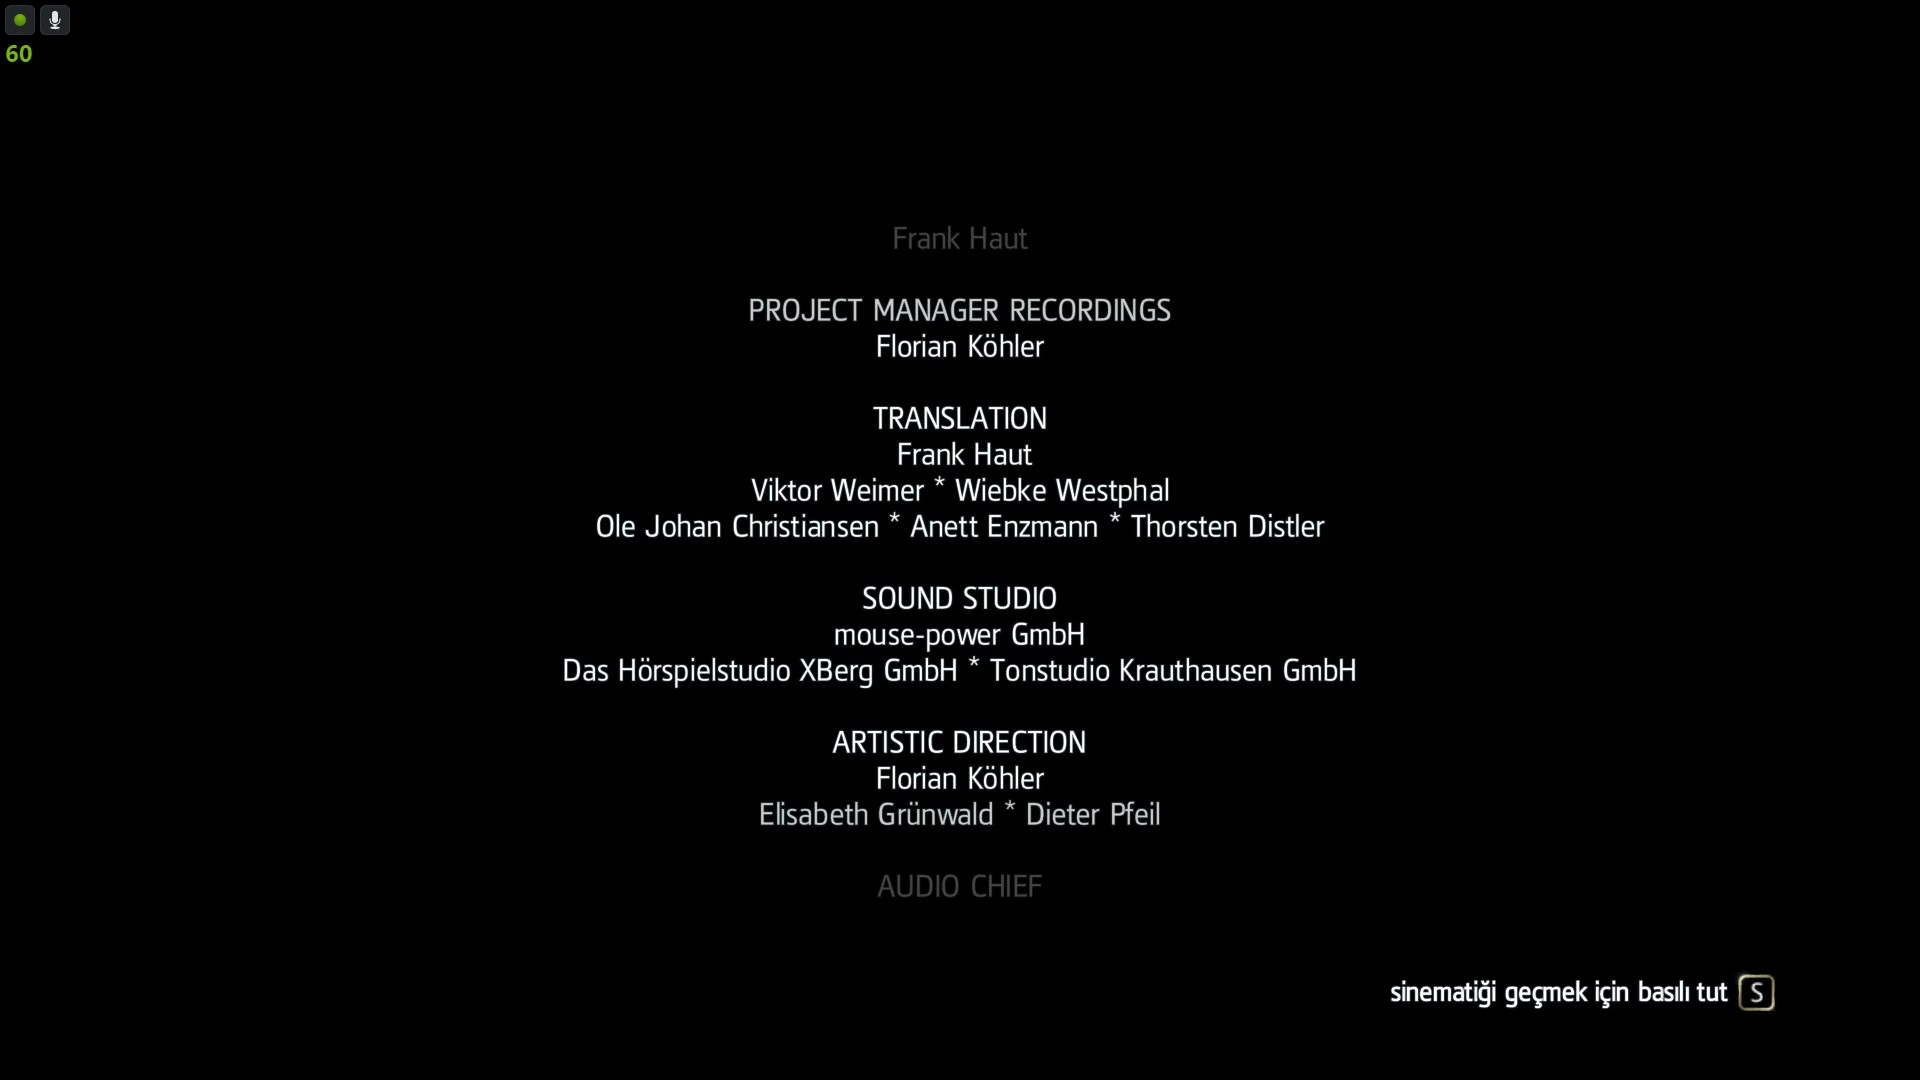 60
Frank Haut
PROJECT MANAGER RECORDINGS
Florian Köhler
TRANSLATION
Frank Haut
Viktor Weimer * Wiebke Westphal
Ole Johan Christiansen * Anett Enzmann * Thorsten Distler
SOUND STUDIO
mouse-power GmbH
Das Hörspielstudio XBerg GmbH * Tonstudio Krauthausen GmbH
ARTISTIC DIRECTION
Florian Köhler
Elisabeth Grünwald * Dieter Pfeil
AUDIO CHIEF
sinematiği geçmek için basılı tut S